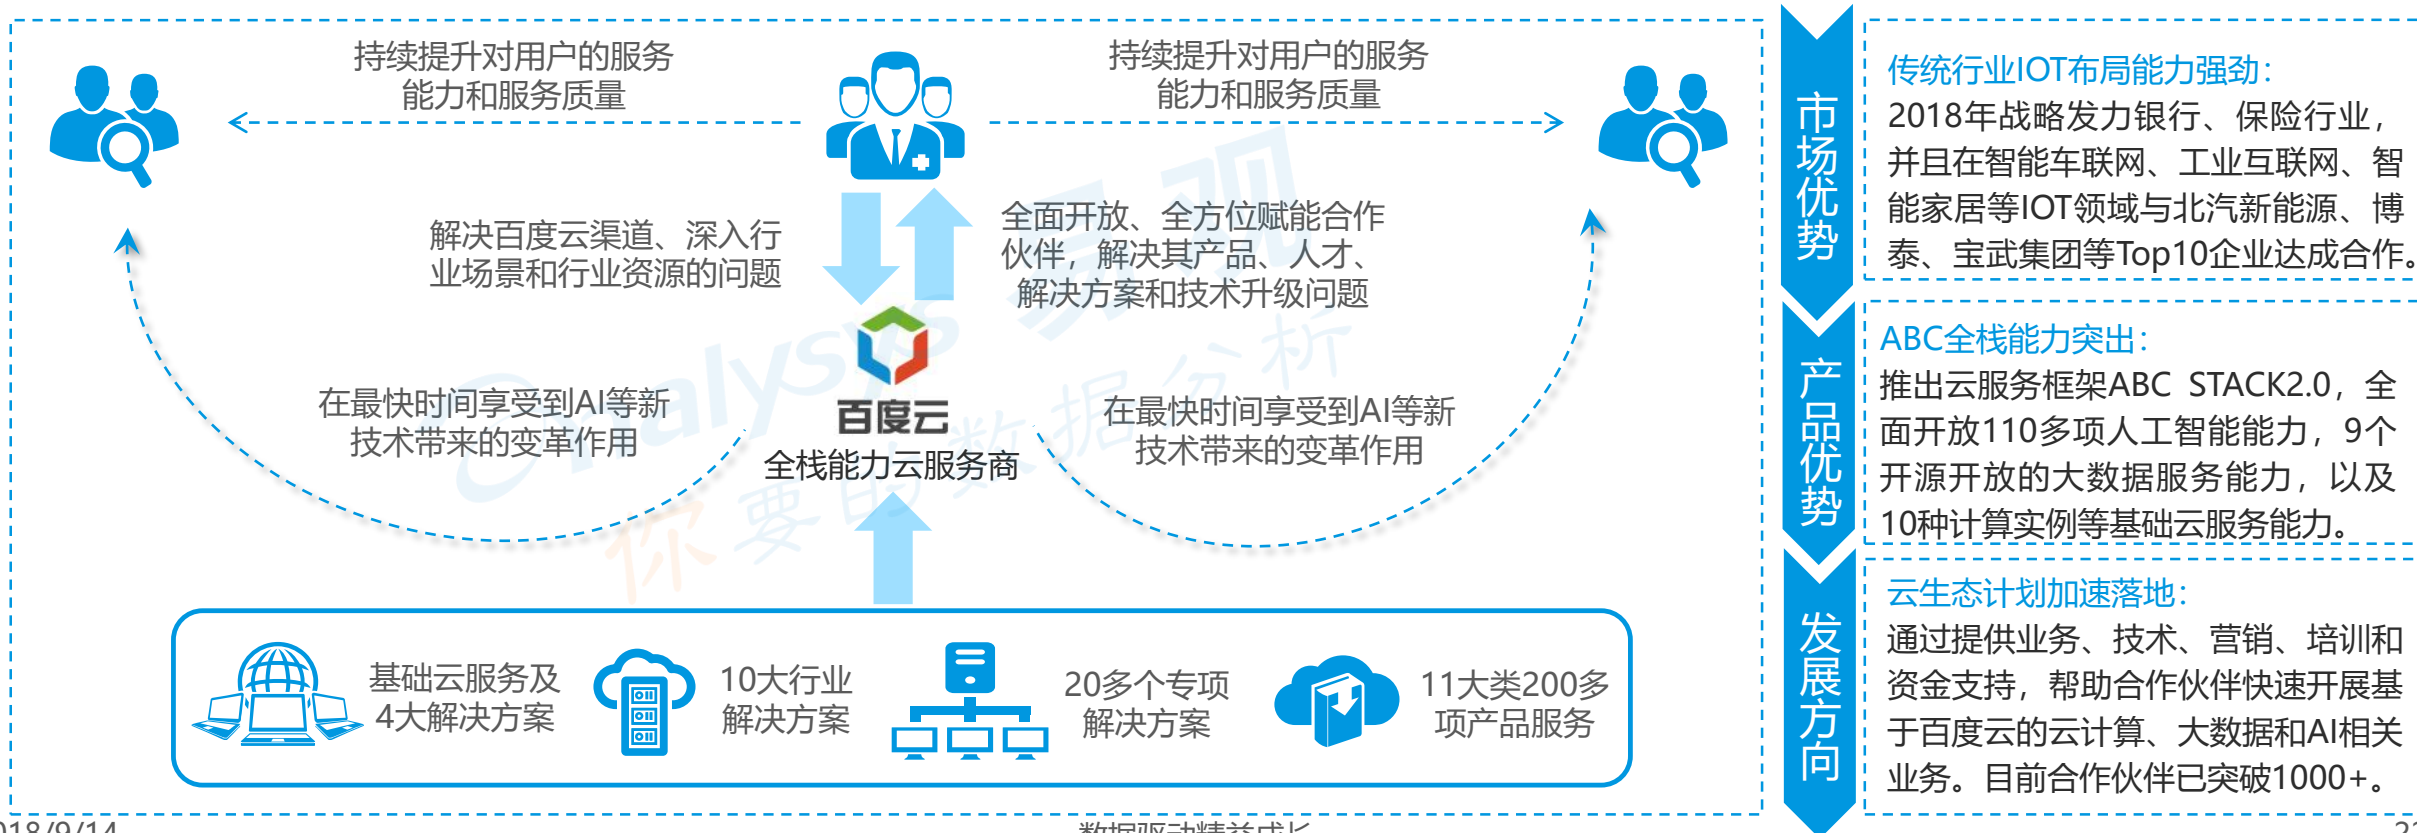 持续提升对用户的服务
能力和服务质量
持续提升对用户的服务
能力和服务质量
解决百度云渠道、深入行
业场景和行业资源的问题
全面开放、全方位赋能合作
伙伴，解决其产品、人才、
解决方案和技术升级问题
在最快时间享受到AI等新
技术带来的变革作用
百度云
全栈能力云服务商
在最快时间享受到AI等新
技术带来的变革作用
基础云服务及
4大解决方案
10大行业
解决方案
20多个专项
解决方案
11大类200多
项产品服务
市场优势
传统行业IOT布局能力强劲：
2018年战略发力银行、保险行业，
并且在智能车联网、工业互联网、智
能家居等IOT领域与北汽新能源、博
泰、宝武集团等Top10企业达成合作。
产品优势
ABC全栈能力突出：
推出云服务框架ABC STACK2.0，全
面开放110多项人工智能能力，9个
开源开放的大数据服务能力，以及
10种计算实例等基础云服务能力。
发展方向
云生态计划加速落地：
通过提供业务、技术、营销、培训和
资金支持，帮助合作伙伴快速开展基
于百度云的云计算、大数据和AI相关
业务。目前合作伙伴已突破1000+。
analysys 易观
你要的数据分析
数据驱动精益成长